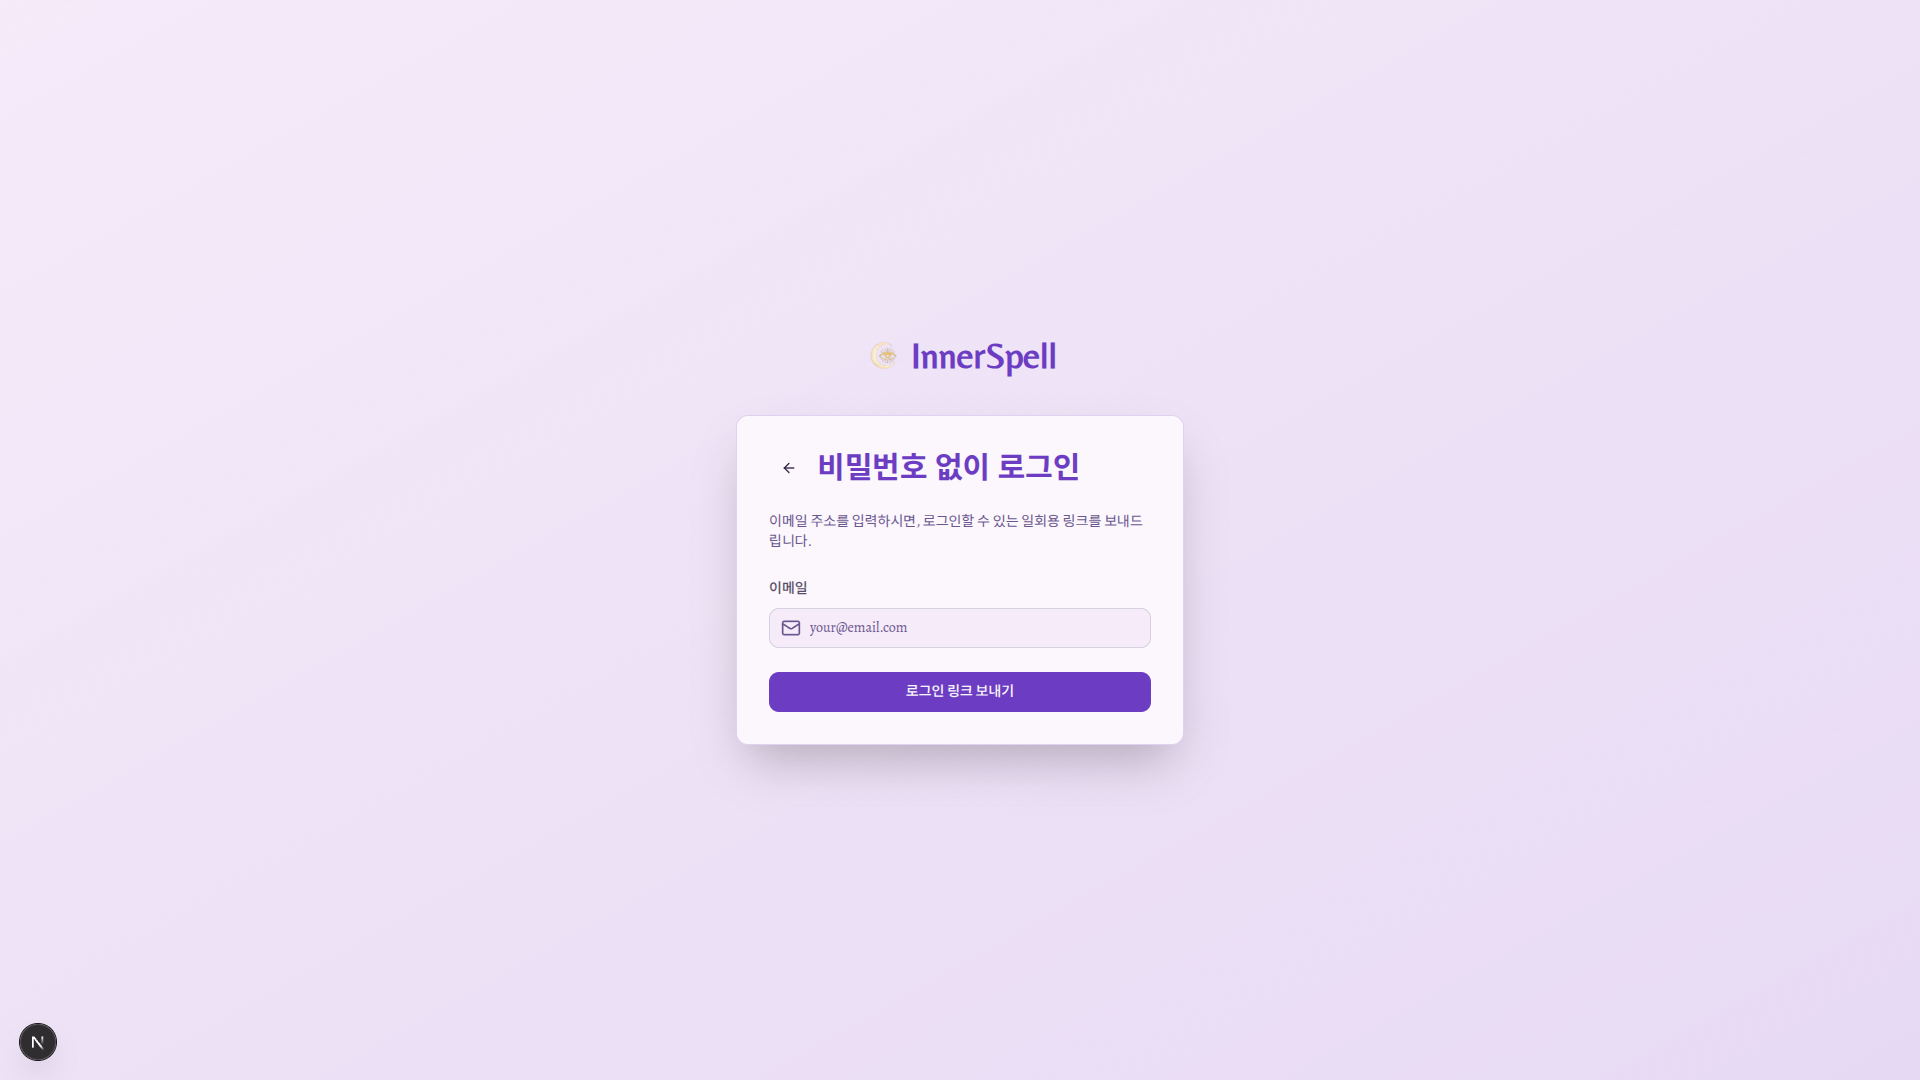 InnerSpell
비밀번호 없이 로그인
이메일 주소를 입력하시면, 로그인할 수 있는 일회용 링크를 보내드
립니다.
이메일
your@email.com
로그인 링크 보내기
N